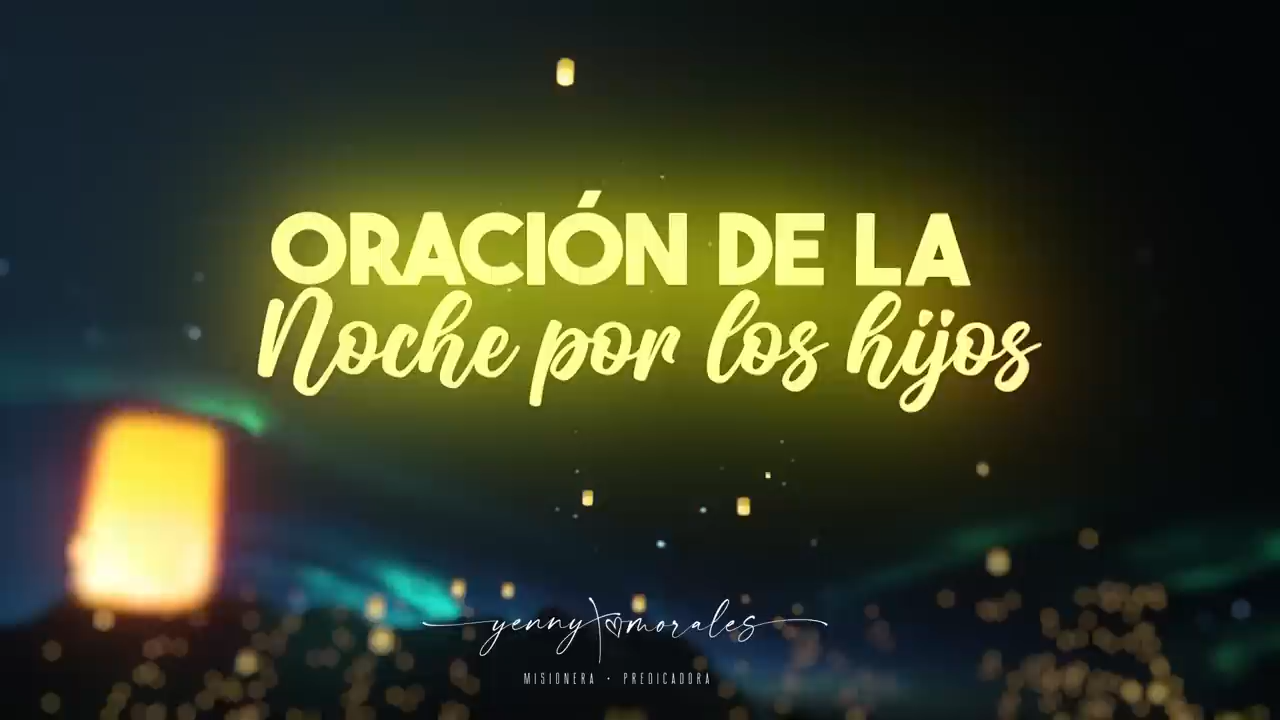 ORACIÓN DE LA
Noche por los hijos
yenny morales
MISIONERA • PREDICADORA